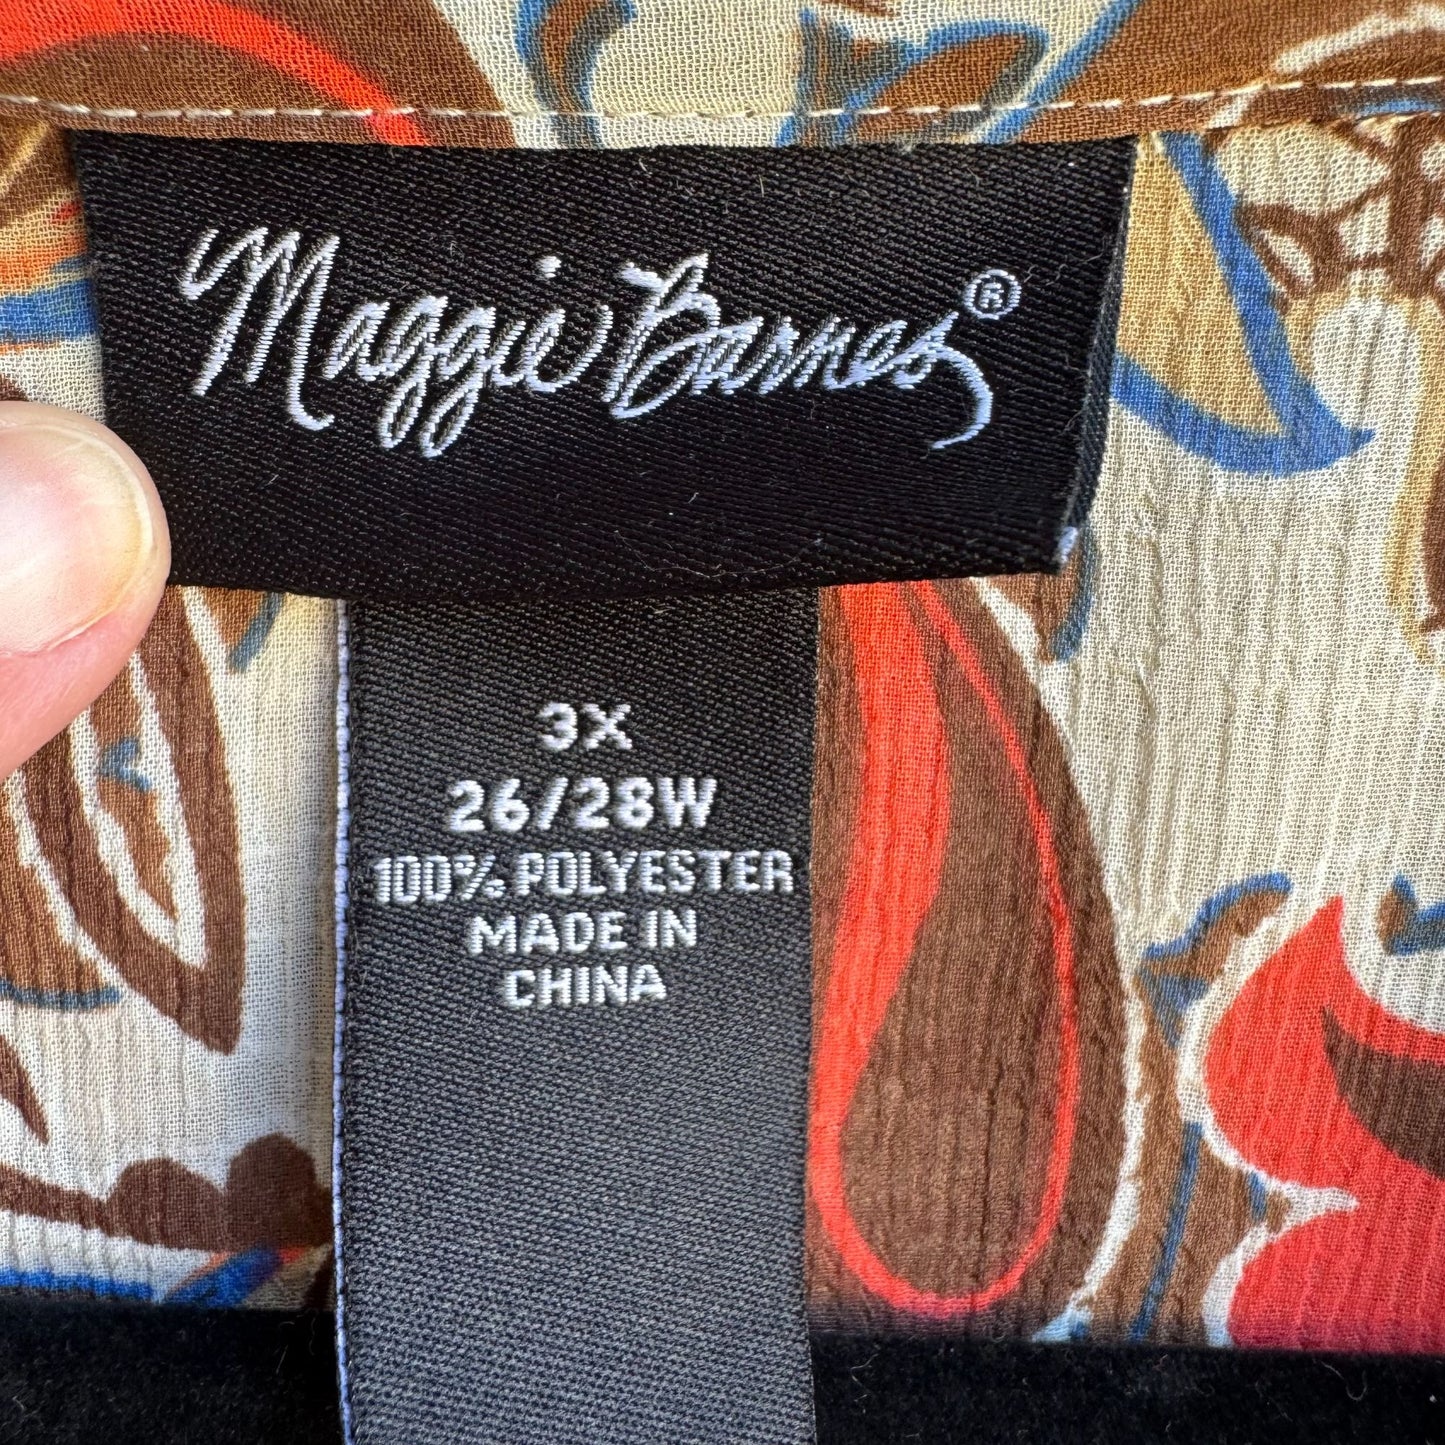 Maggie Barnes®
3X
26/28W
100% POLYESTER
MADE IN
CHINA